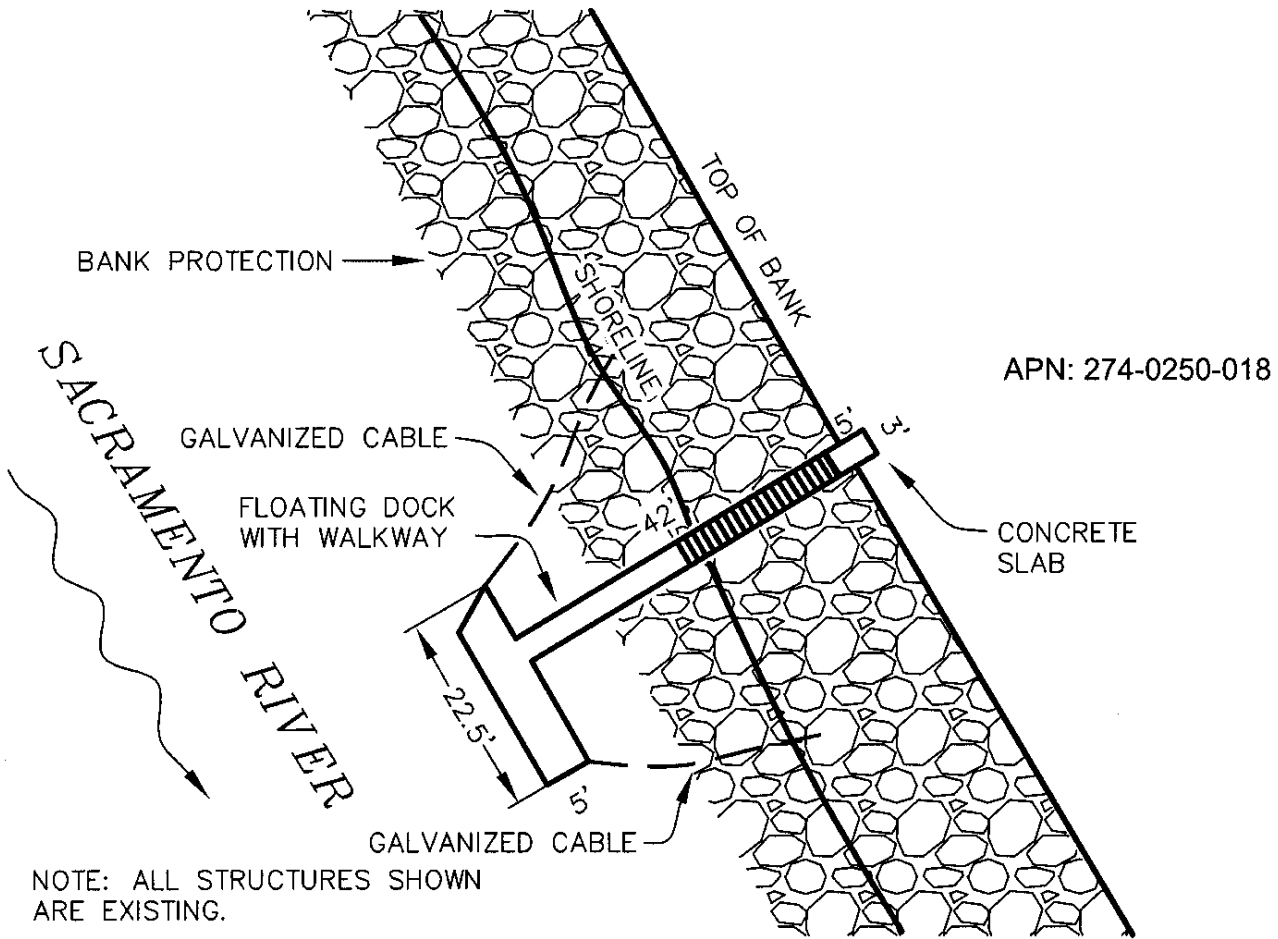 TOP OF BANK
BANK PROTECTION
SHORELINE
SACRAMENTO RIVER
APN: 274-0250-018
GALVANIZED CABLE
5'
3'
FLOATING DOCK
WITH WALKWAY
42'
CONCRETE
SLAB
22.5'
5'
GALVANIZED CABLE
NOTE: ALL STRUCTURES SHOWN
ARE EXISTING.